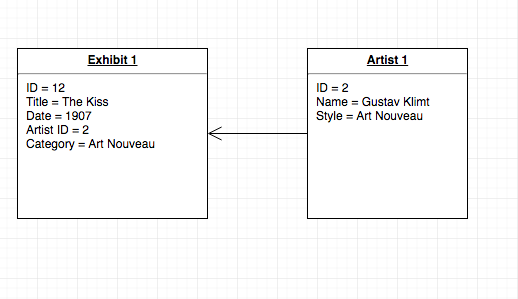 Exhibit 1
ID = 12
Title = The Kiss
Date = 1907
Artist ID = 2
Category = Art Nouveau
Artist 1
ID = 2
Name = Gustav Klimt
Style = Art Nouveau